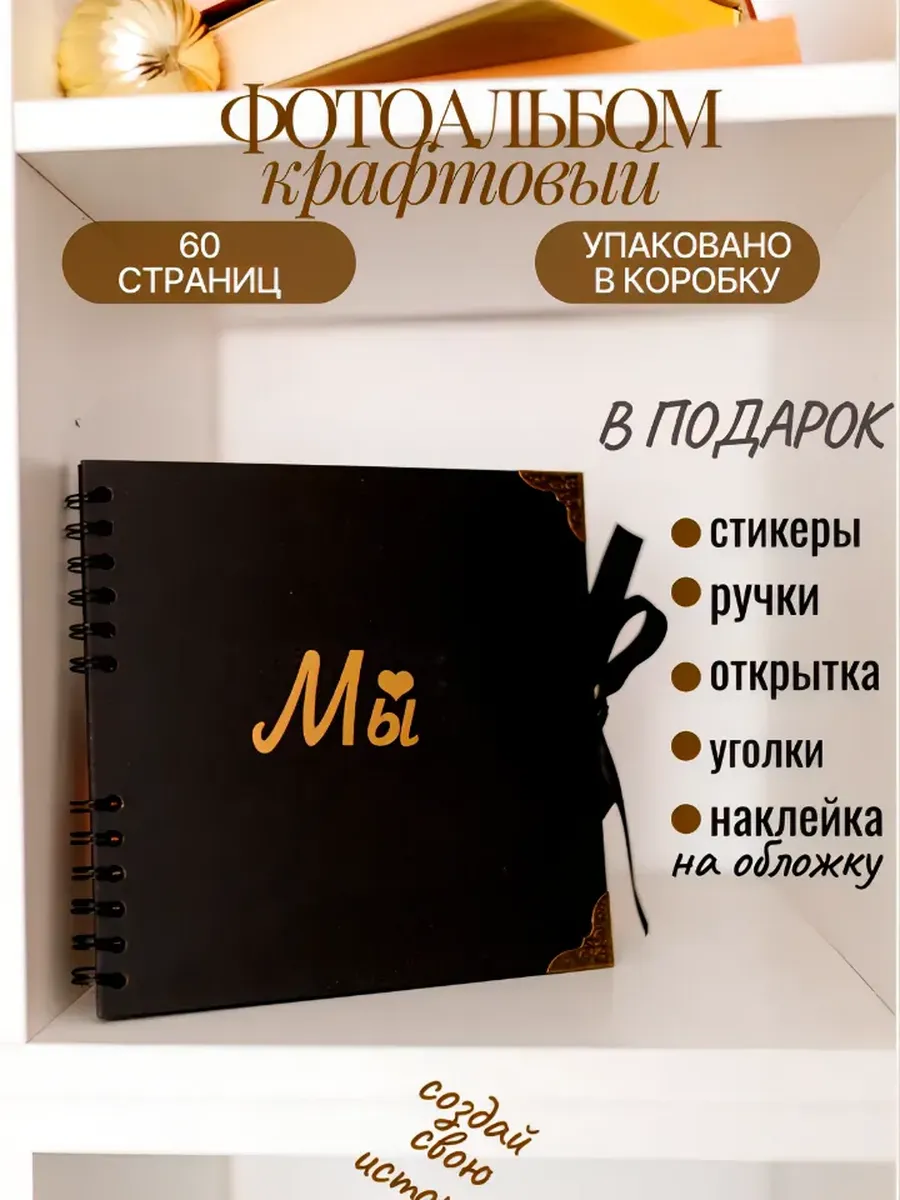 ФОТОАЛЬБОМ
крафтовый
60
СТРАНИЦ
УПАКОВАНО
В КОРОБКУ
В ПОДАРОК
стикеры
ручки
открытка
уголки
наклейка
на обложку
Мы
создай
свою